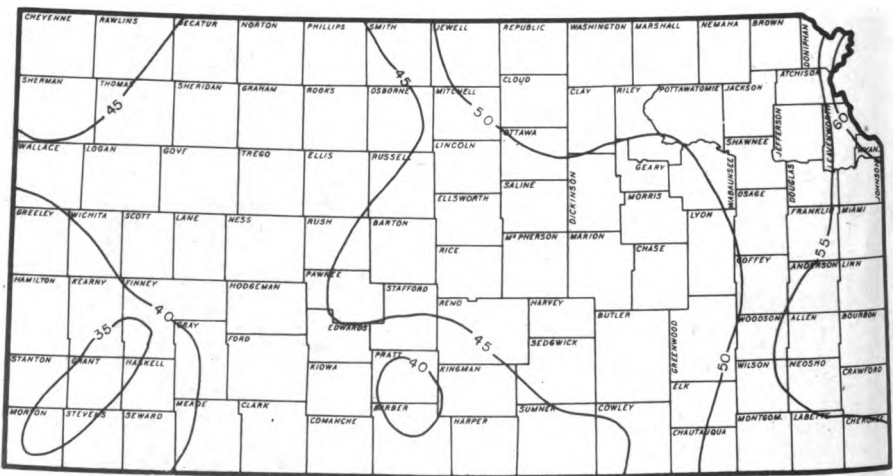 CHEYENNE RAWLINS DECATUR NORTON PHILLIPS SMITH JEWELL REPUBLIC WASHINGTON MARSHALL NEMAHA BROWN DONIPHAN
45
ATCHISON
SHERMAN THOMAS SHERIDAN GRAHAM ROOKS OSBORNE MITCHELL CLOUD CLAY RILEY POTTAWATOMIE JACKSON
45
50
60
JEFFERSON LEAVENWORTH WYAN.
WALLACE LOGAN GOVE TREGO ELLIS RUSSELL LINCOLN OTTAWA SHAWNEE
GEARY WABAUNSEE DOUGLAS JOHNSON
ELLSWORTH SALINE DICKINSON MORRIS OSAGE
GREELEY WICHITA SCOTT LANE NESS RUSH BARTON RICE McPHERSON MARION CHASE LYON FRANKLIN MIAMI
55
COFFEY ANDERSON LINN
HAMILTON KEARNY FINNEY HODGEMAN PAWNEE STAFFORD RENO HARVEY BUTLER
40
GRAY FORD EDWARDS SEDGWICK GREENWOOD WOODSON ALLEN BOURBON
35
45
STANTON GRANT HASKELL KIOWA PRATT KINGMAN WILSON NEOSHO CRAWFORD
40
50
ELK
MORTON STEVENS SEWARD MEADE CLARK COMANCHE BARBER HARPER SUMNER COWLEY CHAUTAUQUA MONTGOM. LABETTE CHEROKEE